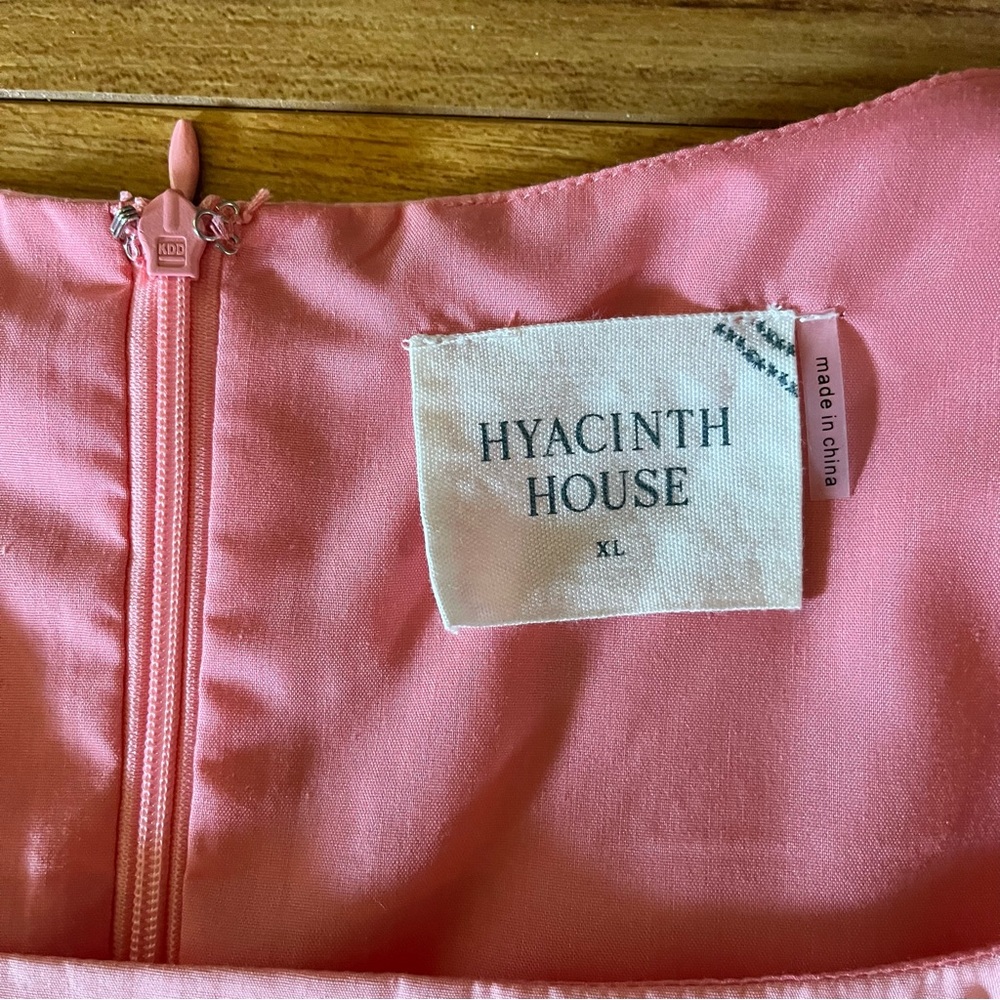 KDD
HYACINTH
HOUSE
XL
made in china